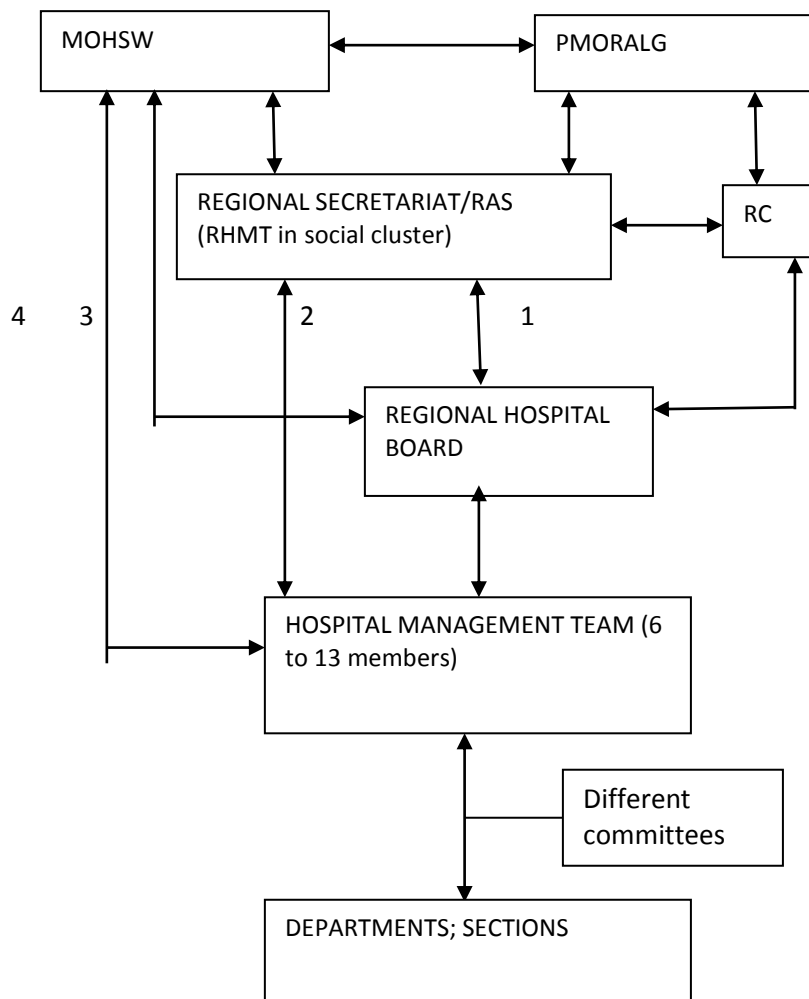 MOHSW
PMORALG
REGIONAL SECRETARIAT/RAS
(RHMT in social cluster)
RC
4
3
2
1
REGIONAL HOSPITAL
BOARD
HOSPITAL MANAGEMENT TEAM (6
to 13 members)
Different
committees
DEPARTMENTS; SECTIONS